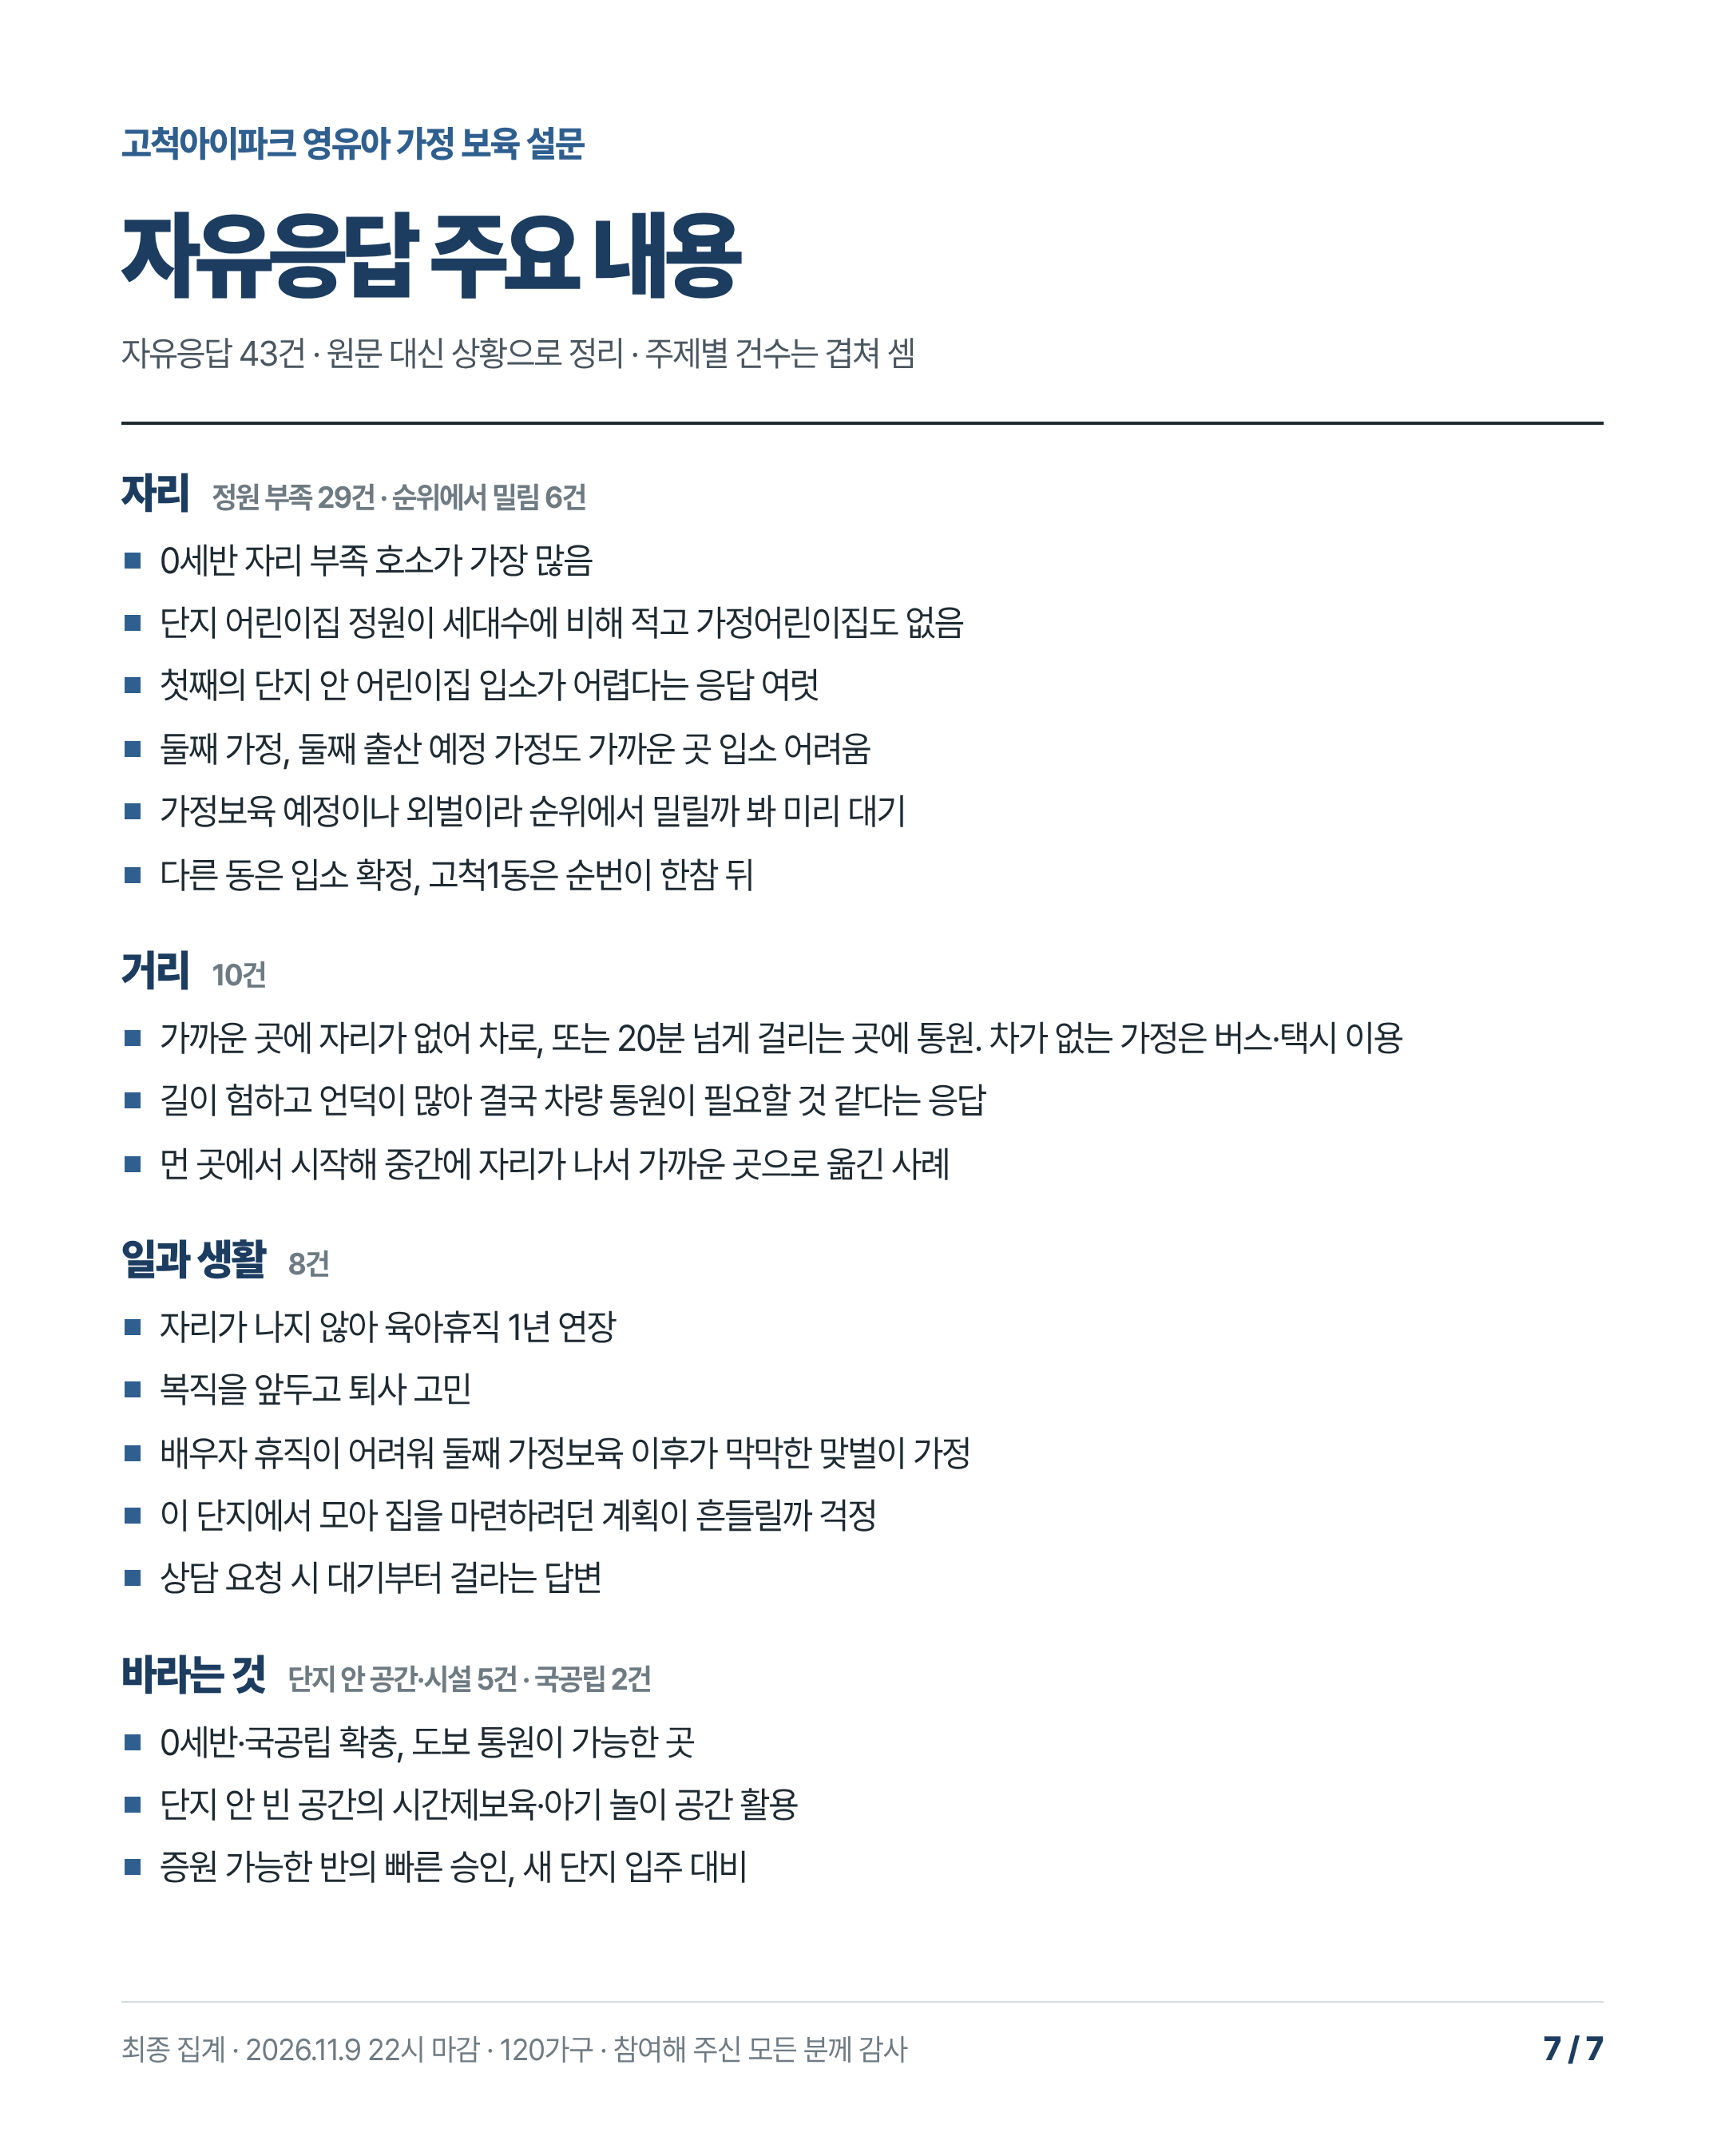 고척아이파크 영유아 가정 보육 설문
자유응답 주요 내용
자유응답 43건 · 원문 대신 상황으로 정리 · 주제별 건수는 겹쳐 셈
자리 정원 부족 29건 · 순위에서 밀림 6건
■ 0세반 자리 부족 호소가 가장 많음
■ 단지 어린이집 정원이 세대수에 비해 적고 가정어린이집도 없음
■ 첫째의 단지 안 어린이집 입소가 어렵다는 응답 여럿
■ 둘째 가정, 둘째 출산 예정 가정도 가까운 곳 입소 어려움
■ 가정보육 예정이나 외벌이라 순위에서 밀릴까 봐 미리 대기
■ 다른 동은 입소 확정, 고척1동은 순번이 한참 뒤
거리 10건
■ 가까운 곳에 자리가 없어 차로, 또는 20분 넘게 걸리는 곳에 통원. 차가 없는 가정은 버스·택시 이용
■ 길이 험하고 언덕이 많아 결국 차량 통원이 필요할 것 같다는 응답
■ 먼 곳에서 시작해 중간에 자리가 나서 가까운 곳으로 옮긴 사례
일과 생활 8건
■ 자리가 나지 않아 육아휴직 1년 연장
■ 복직을 앞두고 퇴사 고민
■ 배우자 휴직이 어려워 둘째 가정보육 이후가 막막한 맞벌이 가정
■ 이 단지에서 모아 집을 마련하려던 계획이 흔들릴까 걱정
■ 상담 요청 시 대기부터 걸라는 답변
바라는 것 단지 안 공간·시설 5건 · 국공립 2건
■ 0세반·국공립 확충, 도보 통원이 가능한 곳
■ 단지 안 빈 공간의 시간제보육·아기 놀이 공간 활용
■ 증원 가능한 반의 빠른 승인, 새 단지 입주 대비
최종 집계 · 2026.11.9 22시 마감 · 120가구 · 참여해 주신 모든 분께 감사
7 / 7